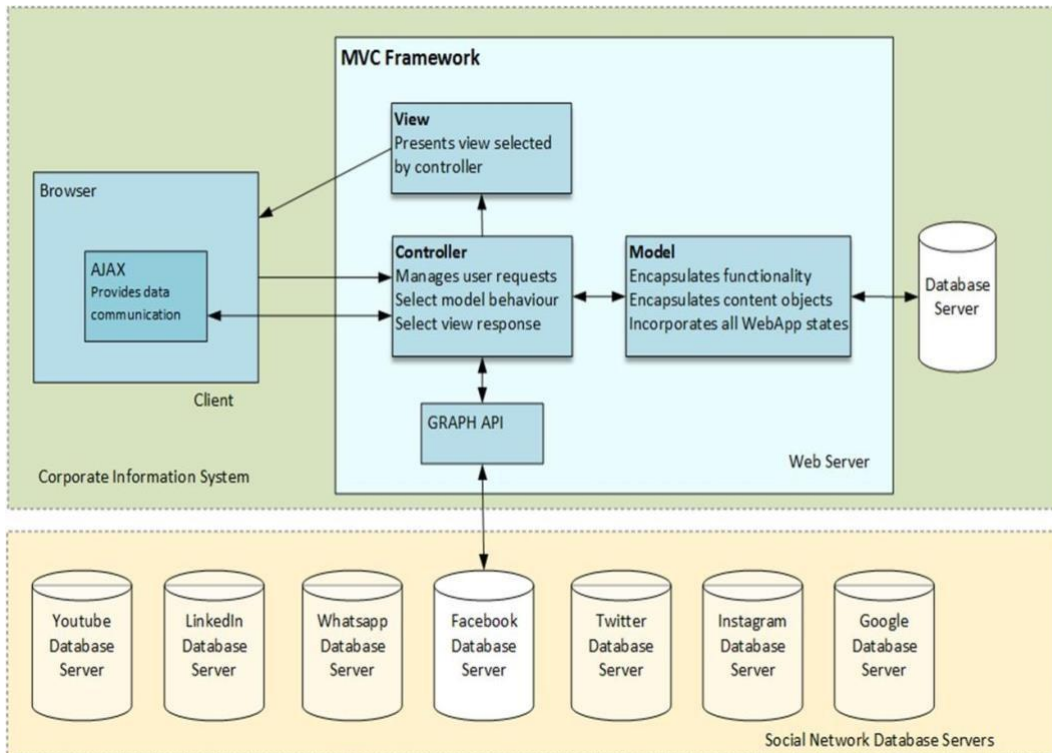 MVC Framework
View
Presents view selected
by controller
Browser
AJAX
Provides data
communication
Client
Controller
Manages user requests
Select model behaviour
Select view response
Model
Encapsulates functionality
Encapsulates content objects
Incorporates all WebApp states
Database
Server
GRAPH API
Web Server
Corporate Information System
Youtube
Database
Server
LinkedIn
Database
Server
Whatsapp
Database
Server
Facebook
Database
Server
Twitter
Database
Server
Instagram
Database
Server
Google
Database
Server
Social Network Database Servers